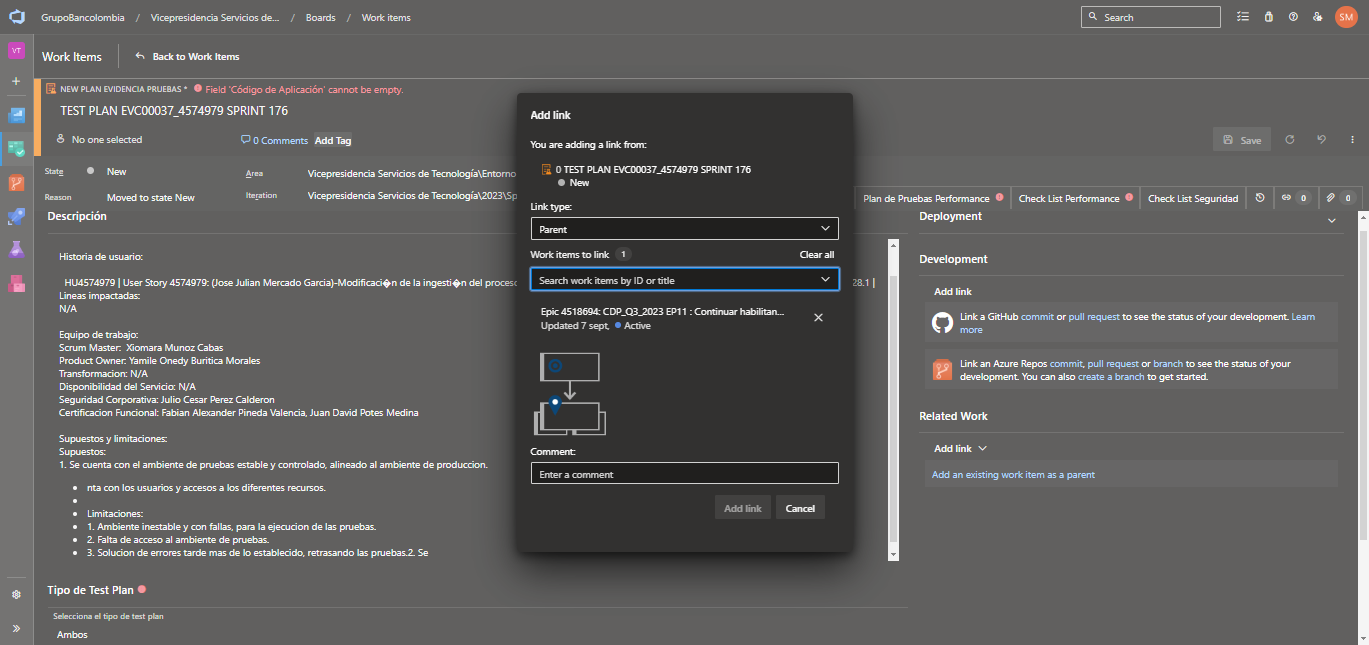 GrupoBancolombia / Vicepresidencia Servicios de... / Boards / Work items
Search
SM
VT
Work Items
Back to Work Items
NEW PLAN EVIDENCIA PRUEBAS * Field 'Código de Aplicación' cannot be empy.
TEST PLAN EVC00037_4574979 SPRINT 176
No one selected
0 Comments
Add Tag
Save
State
New
Area
Vicepresidencia Servicios de Tecnología\Entorno
Reason
Moved to state New
Iteration
Vicepresidencia Servicios de Tecnología\2023\Sp
Plan de Pruebas Performance
Check List Performance
Check List Seguridad
0
0
Descripción
Historia de usuario:
HU4574979 | User Story 4574979: (Jose Julian Mercado Garcia)-Modificaci�n de la ingesti�n del proceso
28.1 |
Lineas impactadas:
N/A
Equipo de trabajo:
Scrum Master: Xiomara Munoz Cabas
Product Owner: Yamile Onedy Buritica Morales
Transformacion: N/A
Disponibilidad del Servicio: N/A
Seguridad Corporativa: Julio Cesar Perez Calderon
Certificacion Funcional: Fabian Alexander Pineda Valencia, Juan David Potes Medina
Supuestos y limitaciones:
Supuestos:
1. Se cuenta con el ambiente de pruebas estable y controlado, alineado al ambiente de produccion.
nta con los usuarios y accesos a los diferentes recursos.
Limitaciones:
1. Ambiente inestable y con fallas, para la ejecucion de las pruebas.
2. Falta de acceso al ambiente de pruebas.
3. Solucion de errores tarde mas de lo establecido, retrasando las pruebas.2. Se
Tipo de Test Plan
Selecciona el tipo de test plan
Ambos
Add link
You are adding a link from:
0 TEST PLAN EVC00037_4574979 SPRINT 176
New
Link type:
Parent
Work items to link 1
Clear all
Search work items by ID or title
Epic 4518694: CDP_Q3_2023 EP11 : Continuar habilitan...
Updated 7 sept, Active
Comment:
Enter a comment
Add link
Cancel
Deployment
Development
Add link
Link a GitHub commit or pull request to see the status of your development. Learn
more
Link an Azure Repos commit, pull request or branch to see the status of your
development. You can also create a branch to get started.
Related Work
Add link
Add an existing work item as a parent